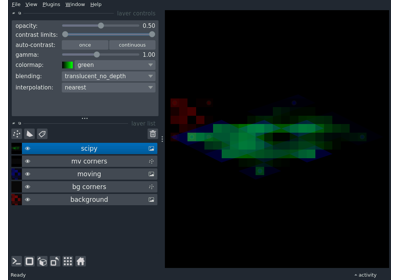 File View Plugins Window Help
layer controls
opacity: 0.50
contrast limits:
auto-contrast: once continuous
gamma: 1.00
colormap: green
blending: translucent_no_depth
interpolation: nearest
layer list
scipy
mv corners
moving
bg corners
background
Ready
activity